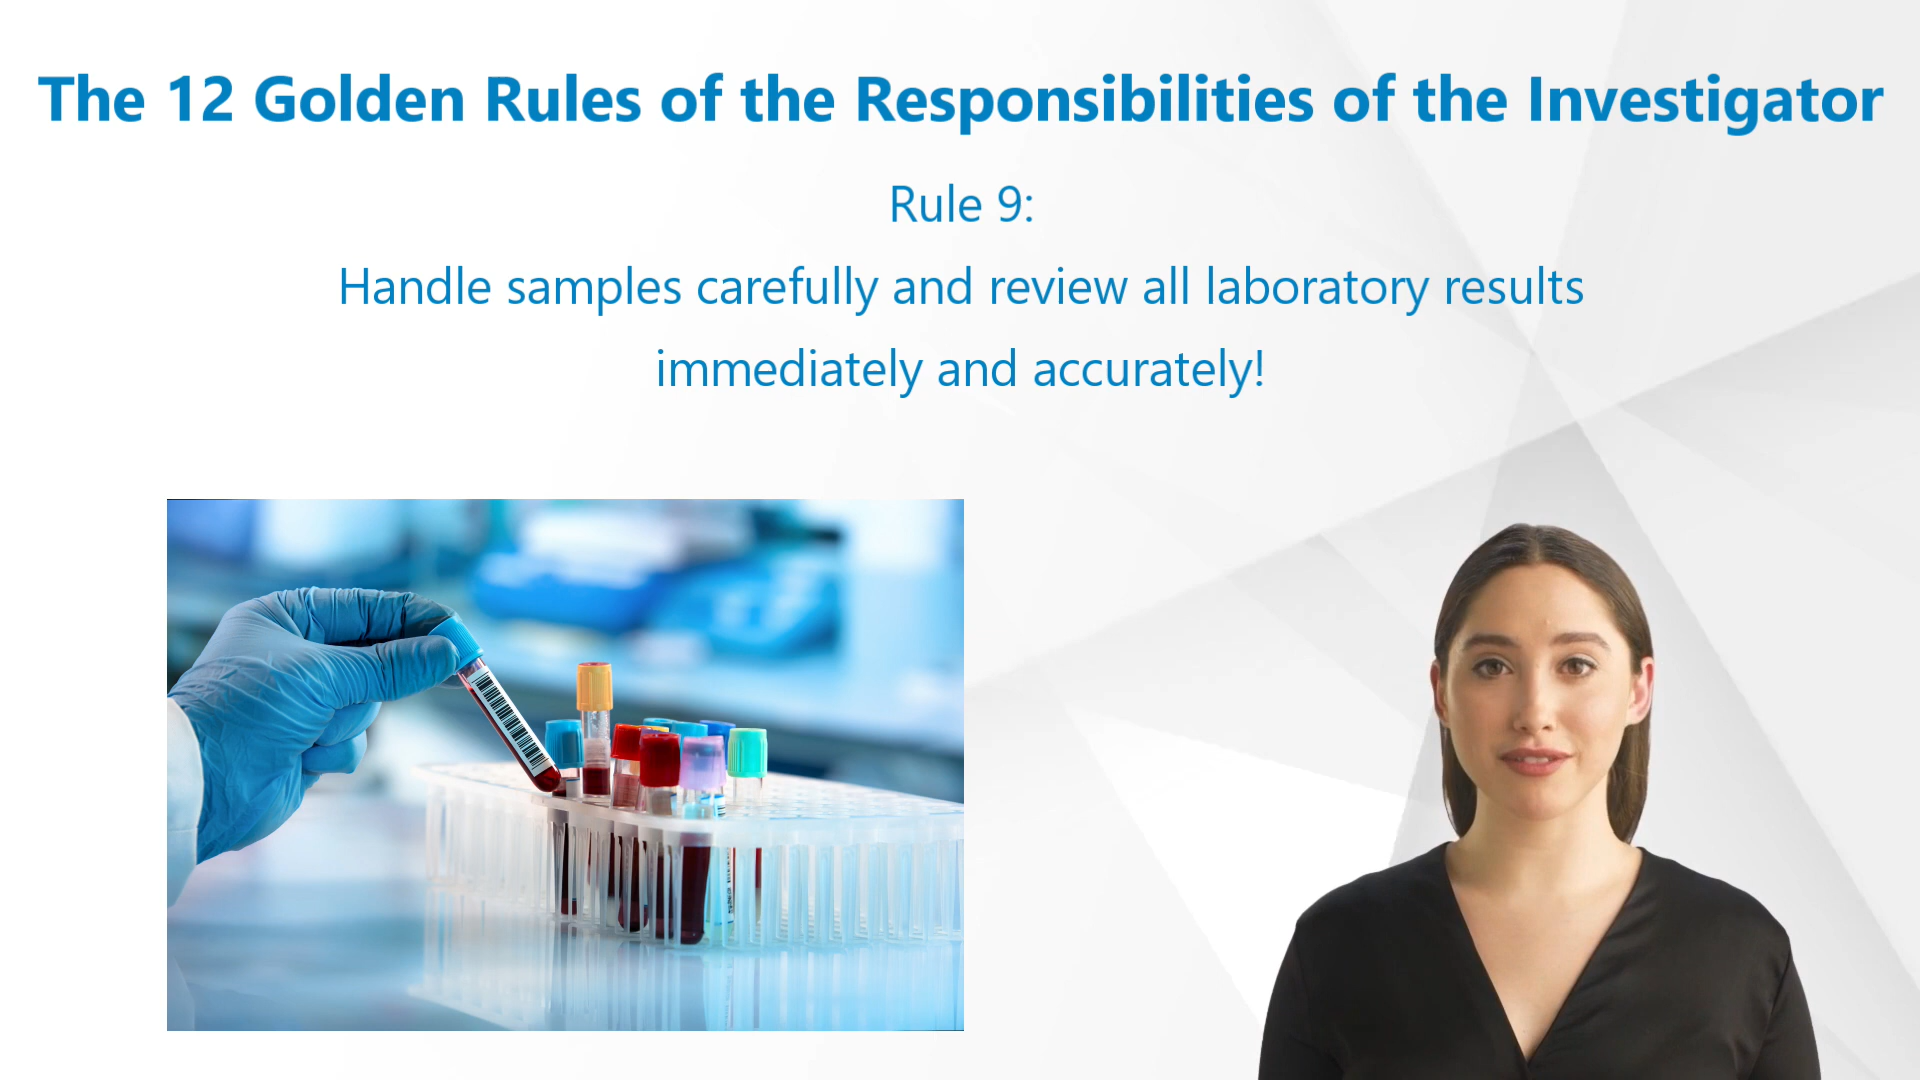 The 12 Golden Rules of the Responsibilities of the Investigator
Rule 9:
Handle samples carefully and review all laboratory results
immediately and accurately!